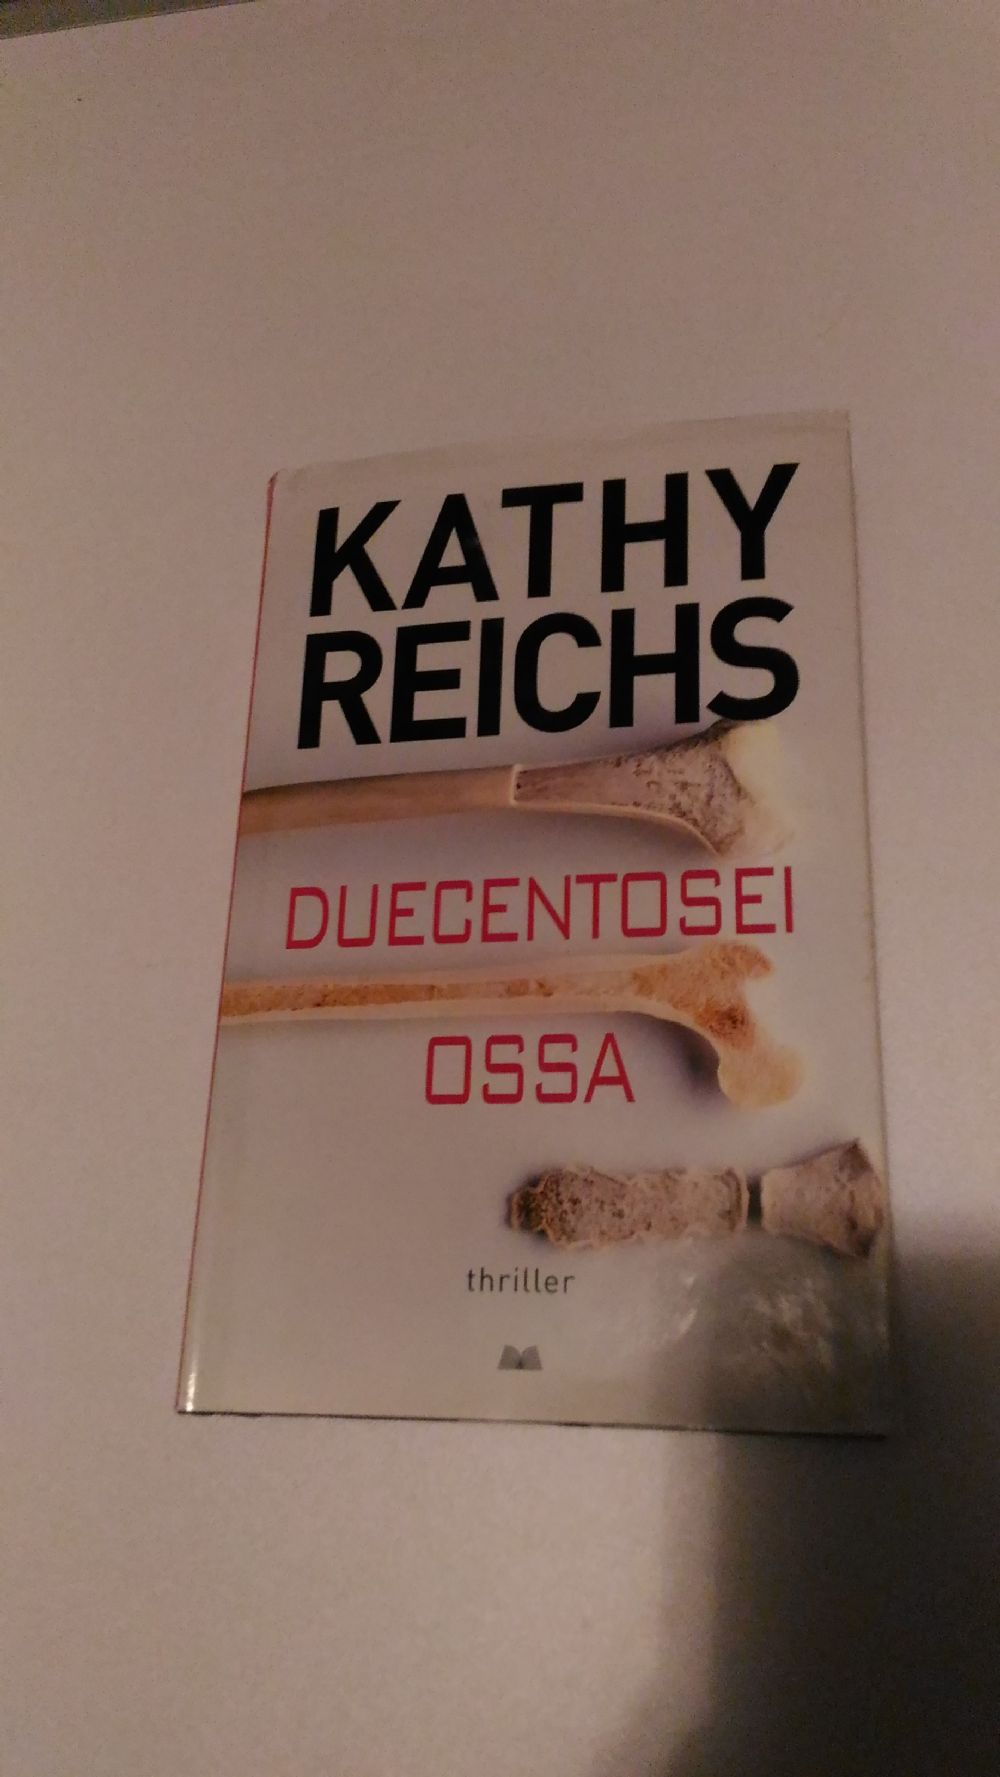 KATHY
REICHS
DUECENTOSEI
OSSA
thriller